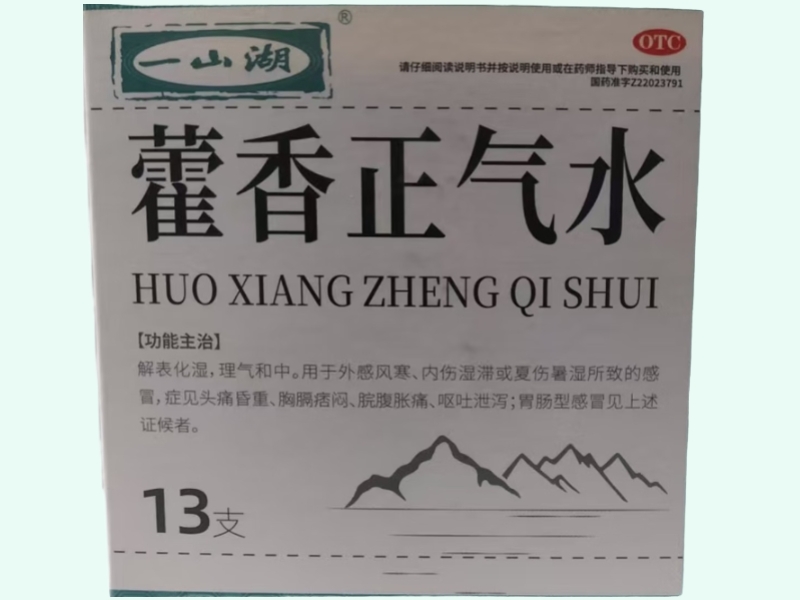 一山湖
®
OTC
请仔细阅读说明书并按说明使用或在药师指导下购买和使用
国药准字Z22023791
藿香正气水
HUO XIANG ZHENG QI SHUI
【功能主治】
解表化湿，理气和中。用于外感风寒、内伤湿滞或夏伤暑湿所致的感
冒，症见头痛昏重、胸膈痞闷、脘腹胀痛、呕吐泄泻；胃肠型感冒见上述
证候者。
13支